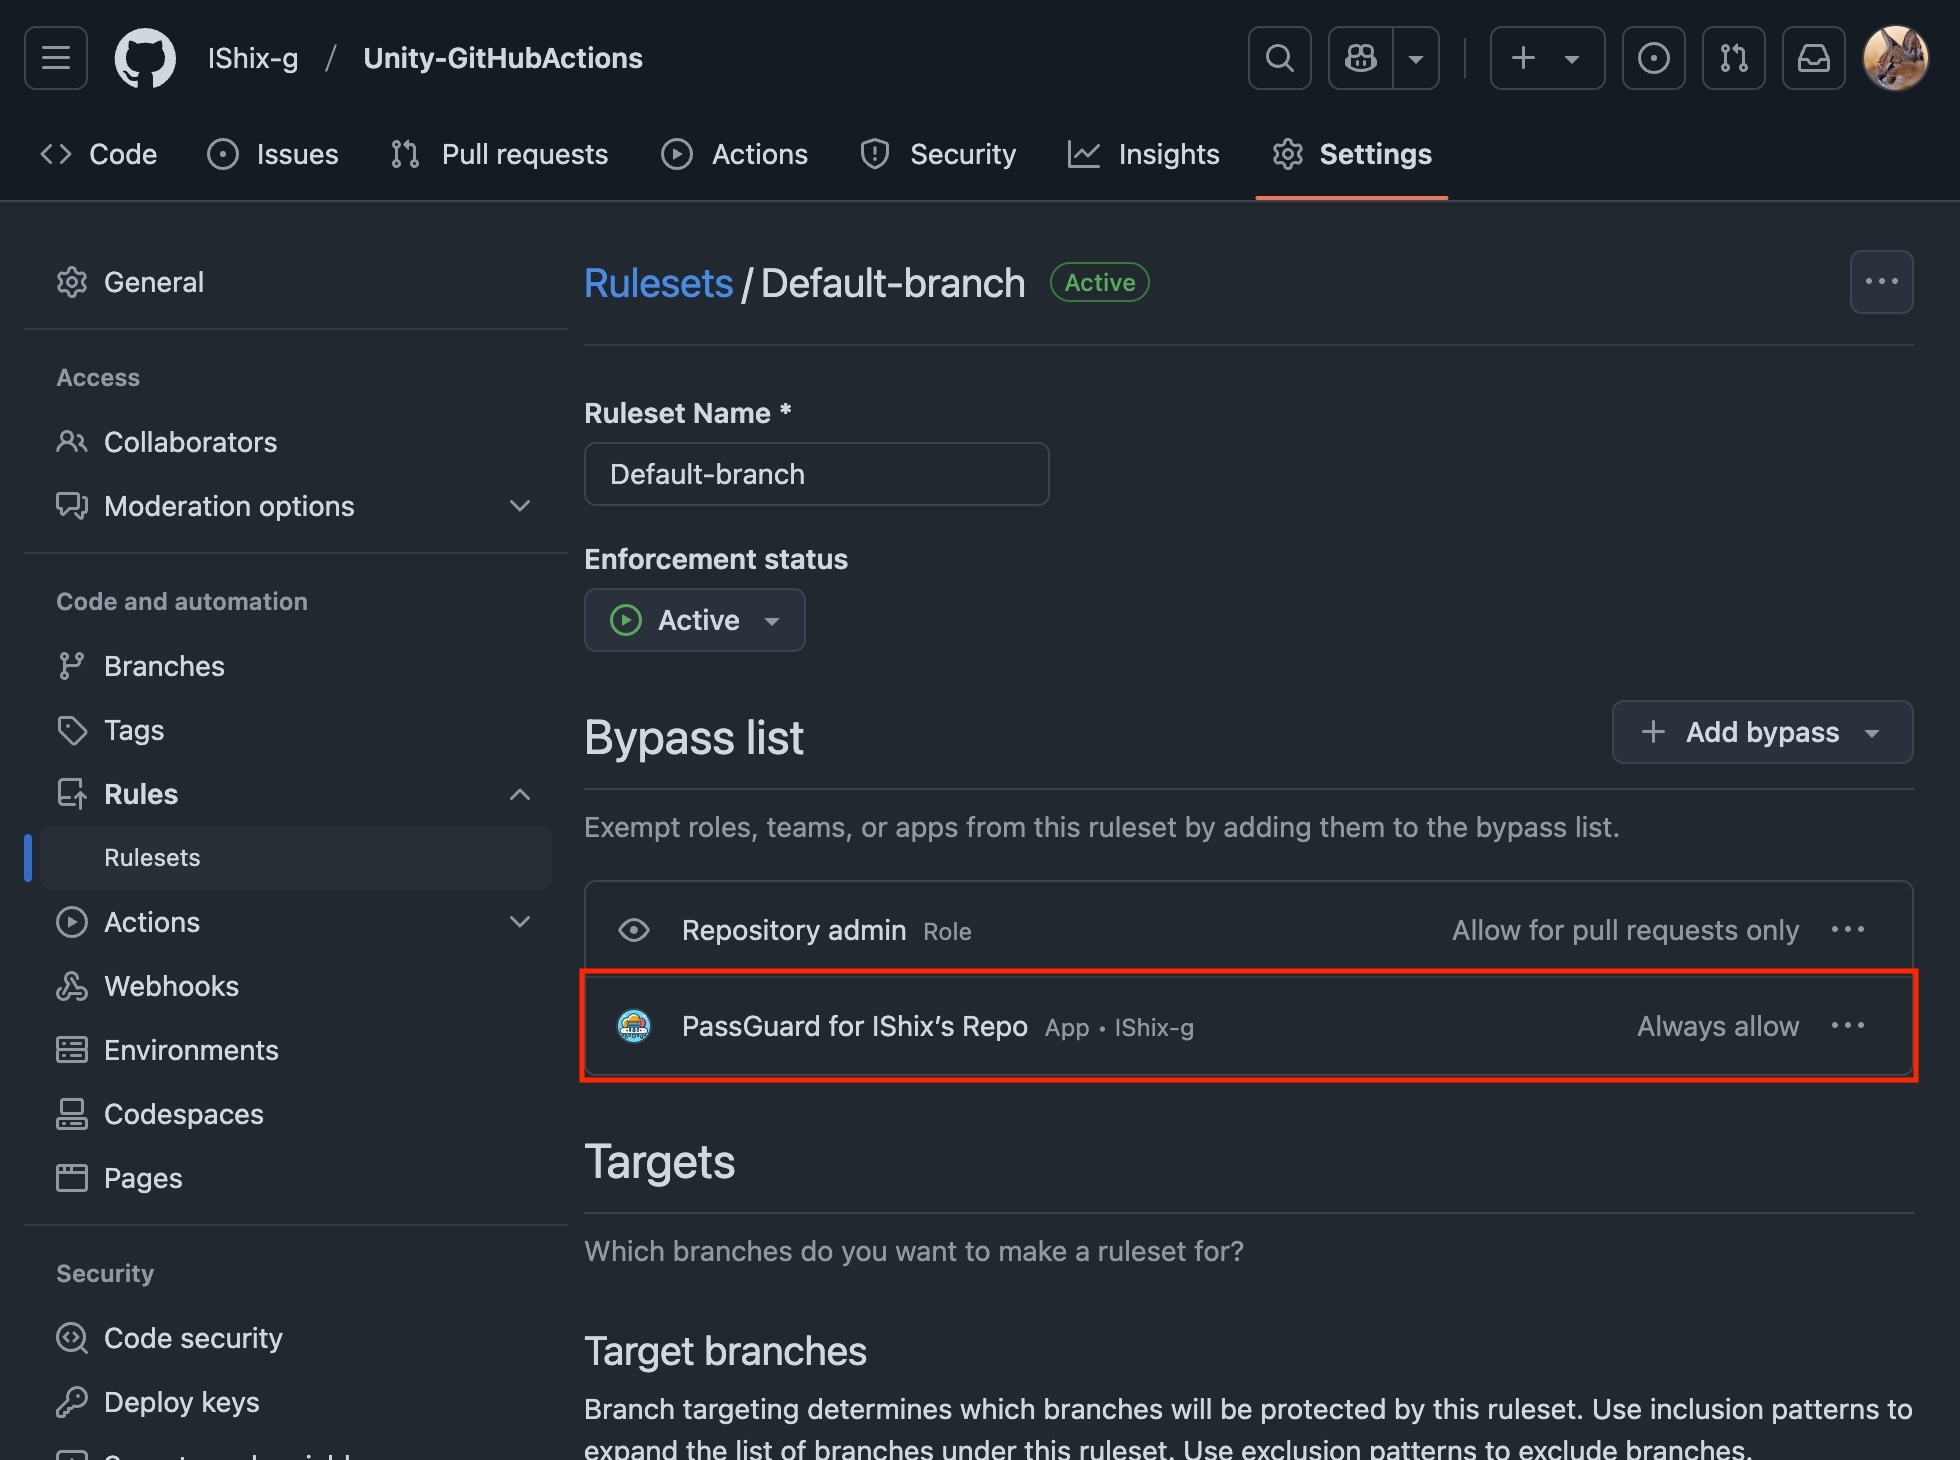 IShix-g / Unity-GitHubActions
Code Issues Pull requests Actions Security Insights Settings
General
Access
Collaborators
Moderation options
Code and automation
Branches
Tags
Rules
Rulesets
Actions
Webhooks
Environments
Codespaces
Pages
Security
Code security
Deploy keys
Rulesets / Default-branch Active
Ruleset Name *
Default-branch
Enforcement status
Active
Bypass list
Add bypass
Exempt roles, teams, or apps from this ruleset by adding them to the bypass list.
Repository admin Role Allow for pull requests only
PassGuard for IShix’s Repo App • IShix-g Always allow
Targets
Which branches do you want to make a ruleset for?
Target branches
Branch targeting determines which branches will be protected by this ruleset. Use inclusion patterns to
expand the list of branches under this ruleset. Use exclusion patterns to exclude branches.